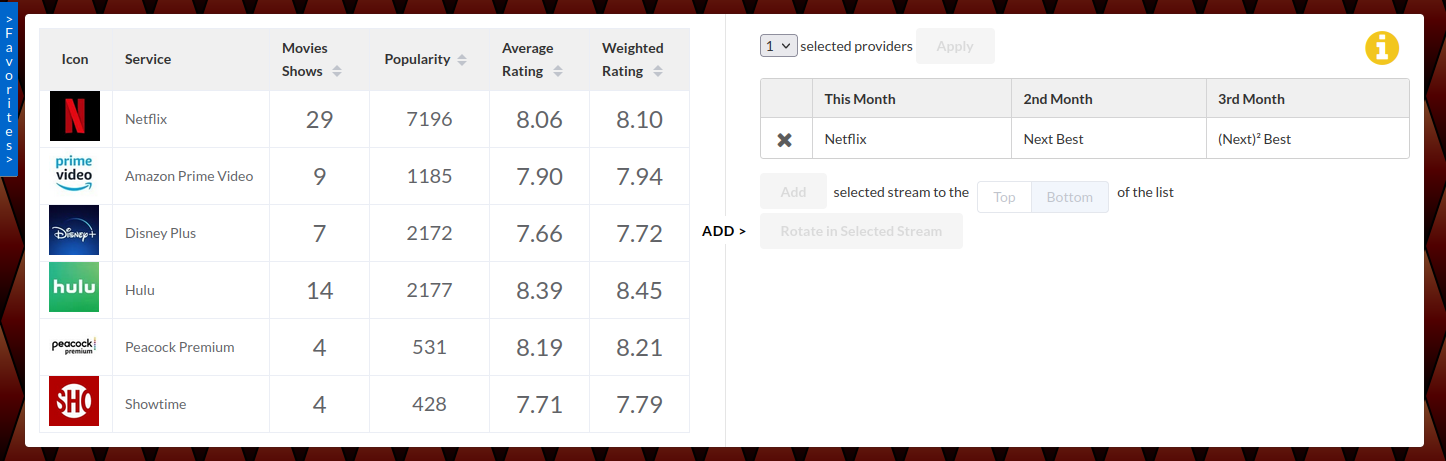 > Favorites >
Icon Service Movies Shows Popularity Average Rating Weighted Rating
N Netflix 29 7196 8.06 8.10
prime video Amazon Prime Video 9 1185 7.90 7.94
Disney+ Disney Plus 7 2172 7.66 7.72
hulu Hulu 14 2177 8.39 8.45
peacock premium Peacock Premium 4 531 8.19 8.21
SHO Showtime 4 428 7.71 7.79
ADD >
1 selected providers Apply
This Month 2nd Month 3rd Month
Netflix Next Best (Next)² Best
Add selected stream to the Top Bottom of the list
Rotate in Selected Stream